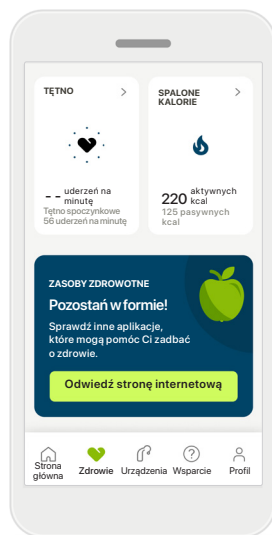 TĘTNO
-- uderzeń na
minutę
Tętno spoczynkowe
56 uderzeń na minutę
SPALONE
KALORIE
220 aktywnych
kcal
125 pasywnych
kcal
ZASOBY ZDROWOTNE
Pozostań w formie!
Sprawdź inne aplikacje,
które mogą pomóc Ci zadbać
o zdrowie.
Odwiedź stronę internetową
Strona
główna
Zdrowie
Urządzenia
Wsparcie
Profil